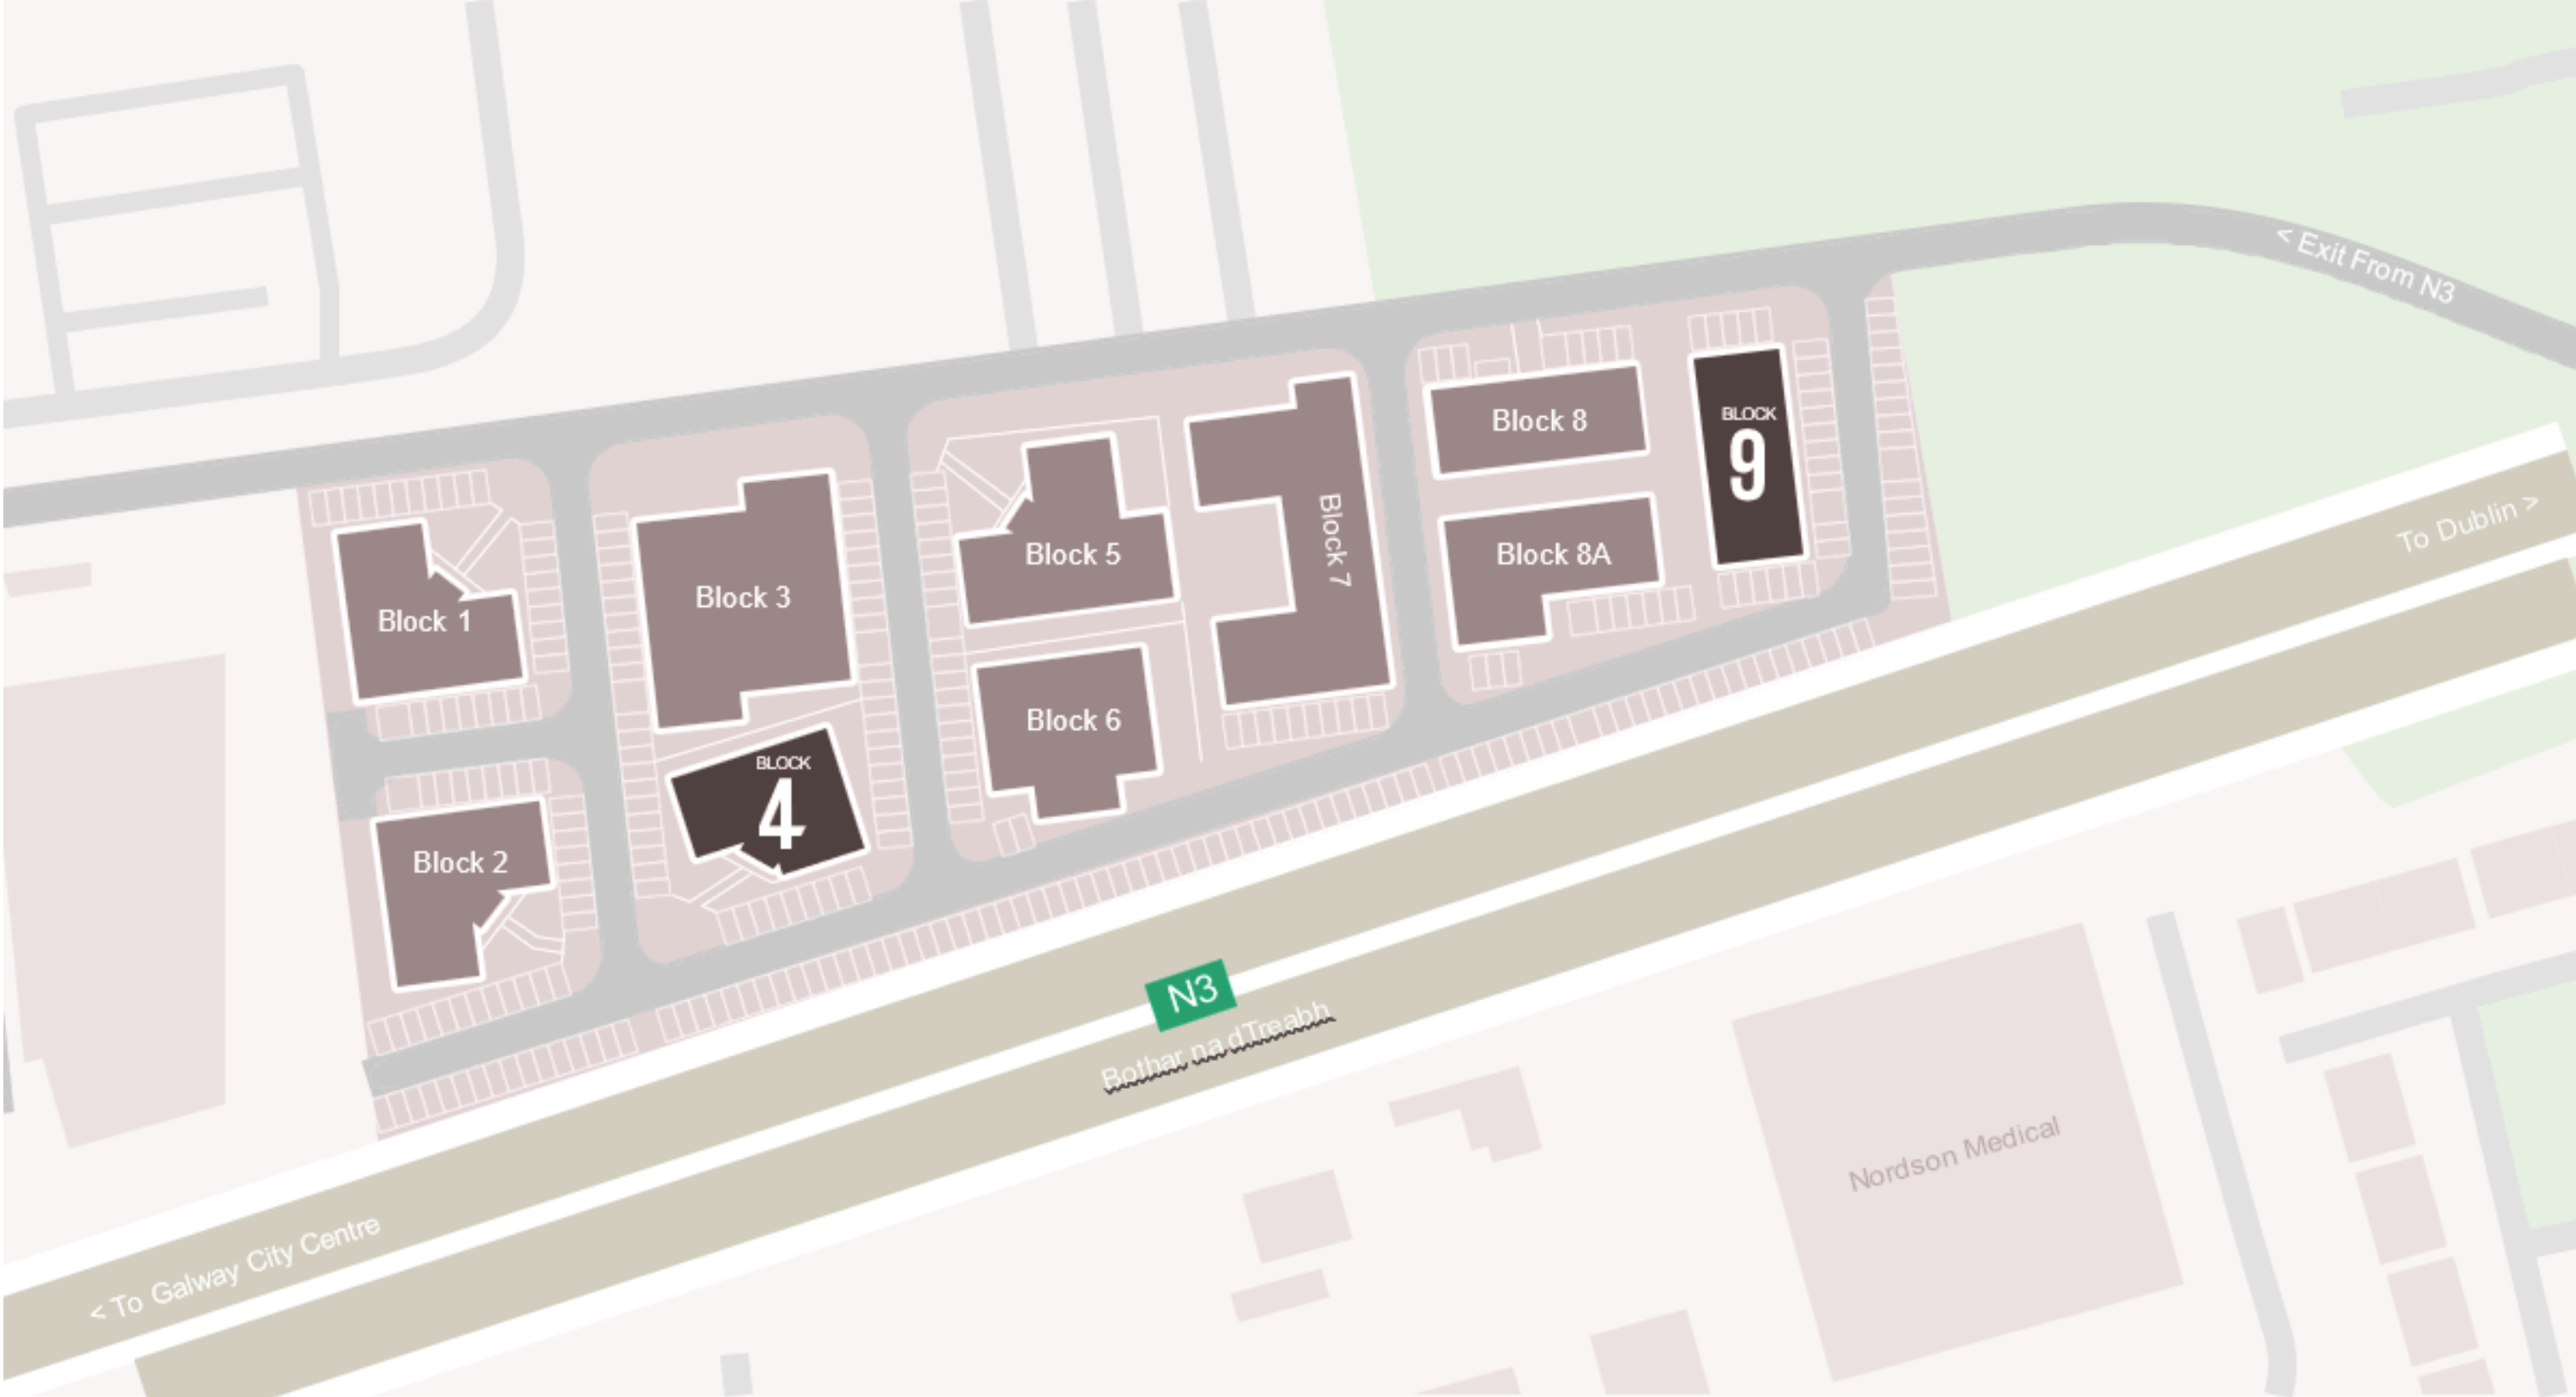 < Exit From N3
BLOCK
9
Block 8
Block 7
To Dublin >
Block 5
Block 8A
Block 3
Block 1
Block 6
BLOCK
4
Block 2
N3
Bothar na dTreabh
Nordson Medical
< To Galway City Centre